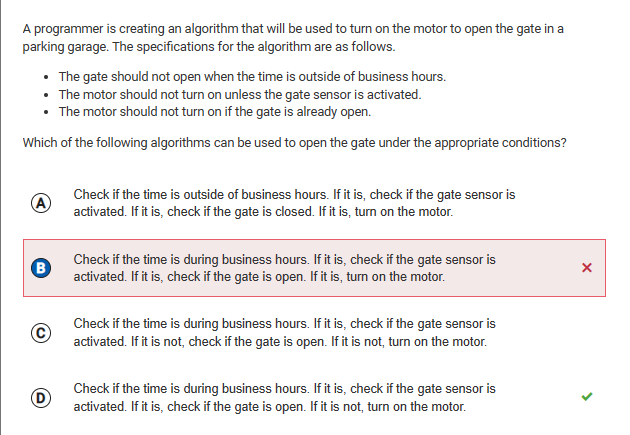 A programmer is creating an algorithm that will be used to turn on the motor to open the gate in a
parking garage. The specifications for the algorithm are as follows.
• The gate should not open when the time is outside of business hours.
• The motor should not turn on unless the gate sensor is activated.
• The motor should not turn on if the gate is already open.
Which of the following algorithms can be used to open the gate under the appropriate conditions?
A
Check if the time is outside of business hours. If it is, check if the gate sensor is
activated. If it is, check if the gate is closed. If it is, turn on the motor.
B
Check if the time is during business hours. If it is, check if the gate sensor is
activated. If it is, check if the gate is open. If it is, turn on the motor.
C
Check if the time is during business hours. If it is, check if the gate sensor is
activated. If it is not, check if the gate is open. If it is not, turn on the motor.
D
Check if the time is during business hours. If it is, check if the gate sensor is
activated. If it is, check if the gate is open. If it is not, turn on the motor.